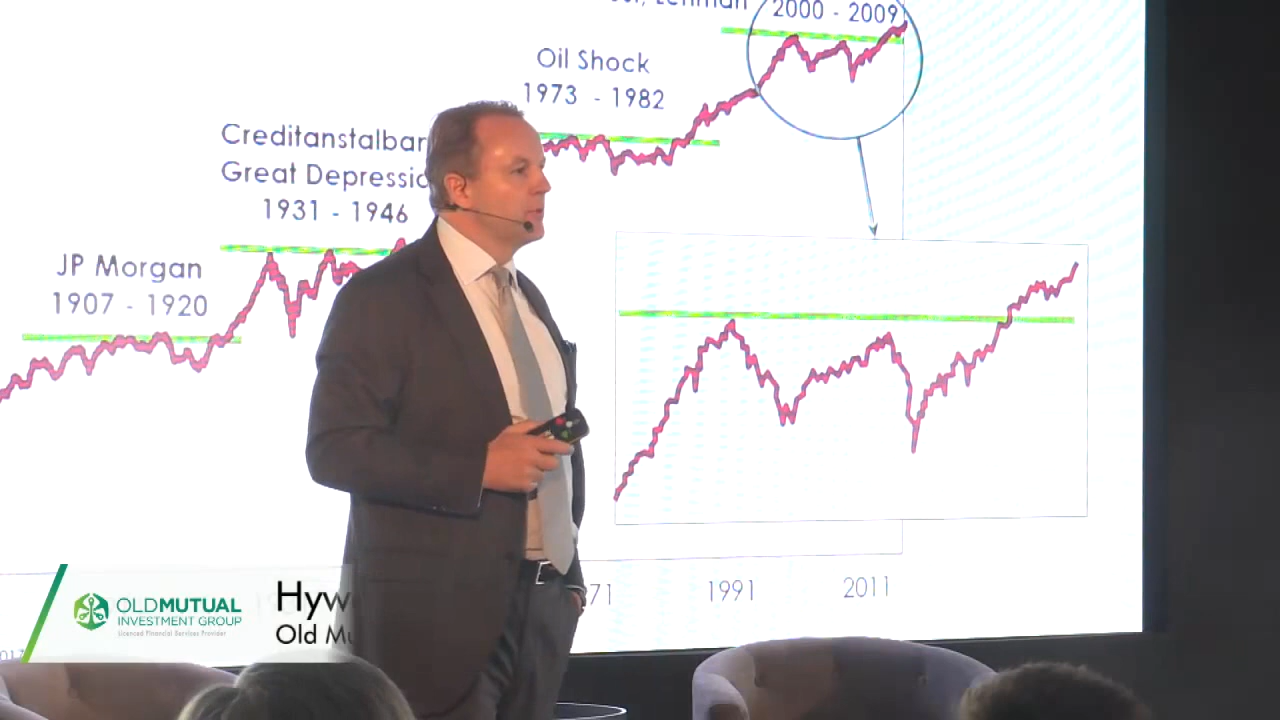 2000 - 2009
Oil Shock
1973 - 1982
Great Depressio
1931 - 1946
JP Morgan
1907 - 1920
1991
2011
OLDMUTUAL
INVESTMENT GROUP
Licenced Financial Services Provider
Hyw
Old Mu